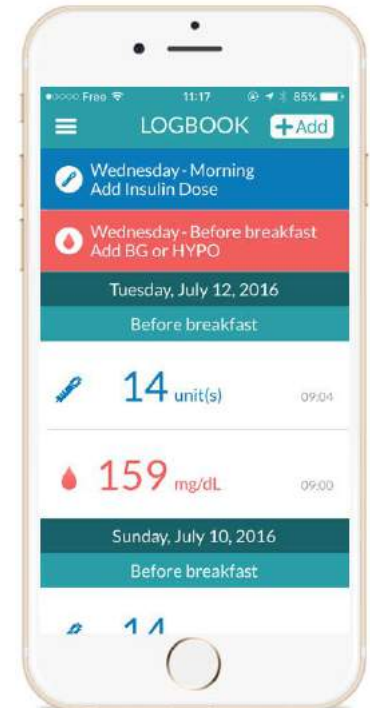 Free 11:17 85%
LOGBOOK +Add
Wednesday - Morning
Add Insulin Dose
Wednesday - Before breakfast
Add BG or HYPO
Tuesday, July 12, 2016
Before breakfast
14 unit(s) 09:04
159 mg/dL 09:00
Sunday, July 10, 2016
Before breakfast
14